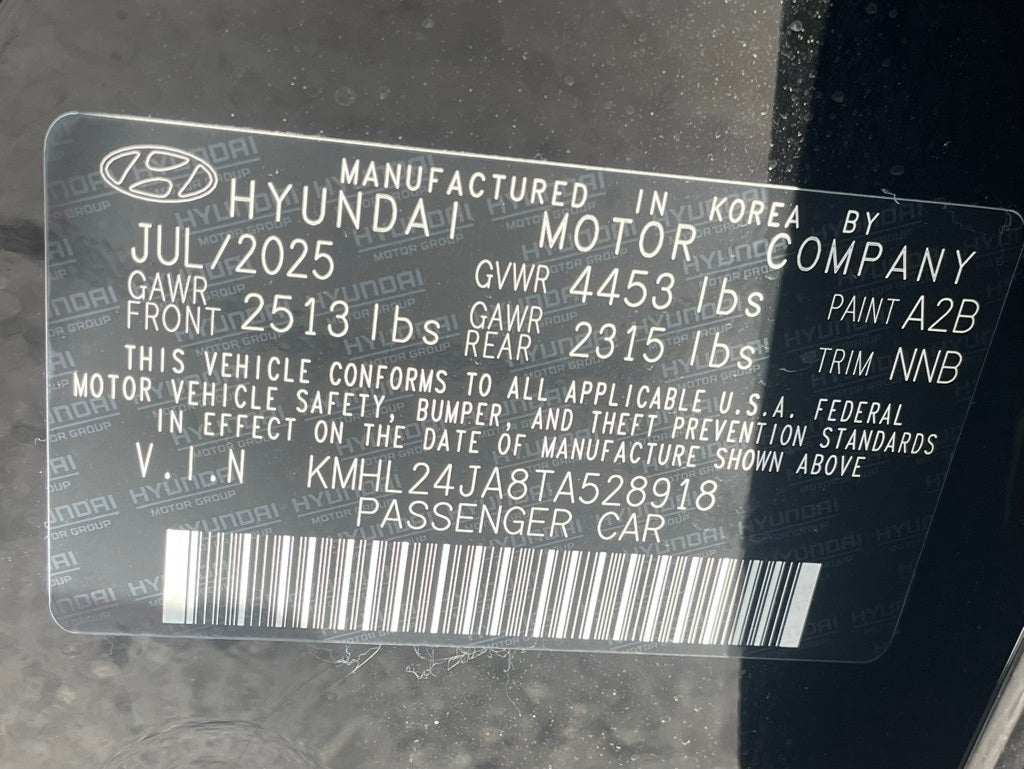 MANUFACTURED IN KOREA BY
HYUNDAI MOTOR COMPANY
JUL/2025 GVWR 4453 lbs PAINT A2B
GAWR FRONT 2513 lbs GAWR REAR 2315 lbs TRIM NNB
THIS VEHICLE CONFORMS TO ALL APPLICABLE U.S.A. FEDERAL
MOTOR VEHICLE SAFETY, BUMPER, AND THEFT PREVENTION STANDARDS
IN EFFECT ON THE DATE OF MANUFACTURE SHOWN ABOVE
V.I.N KMHL24JA8TA528918
PASSENGER CAR